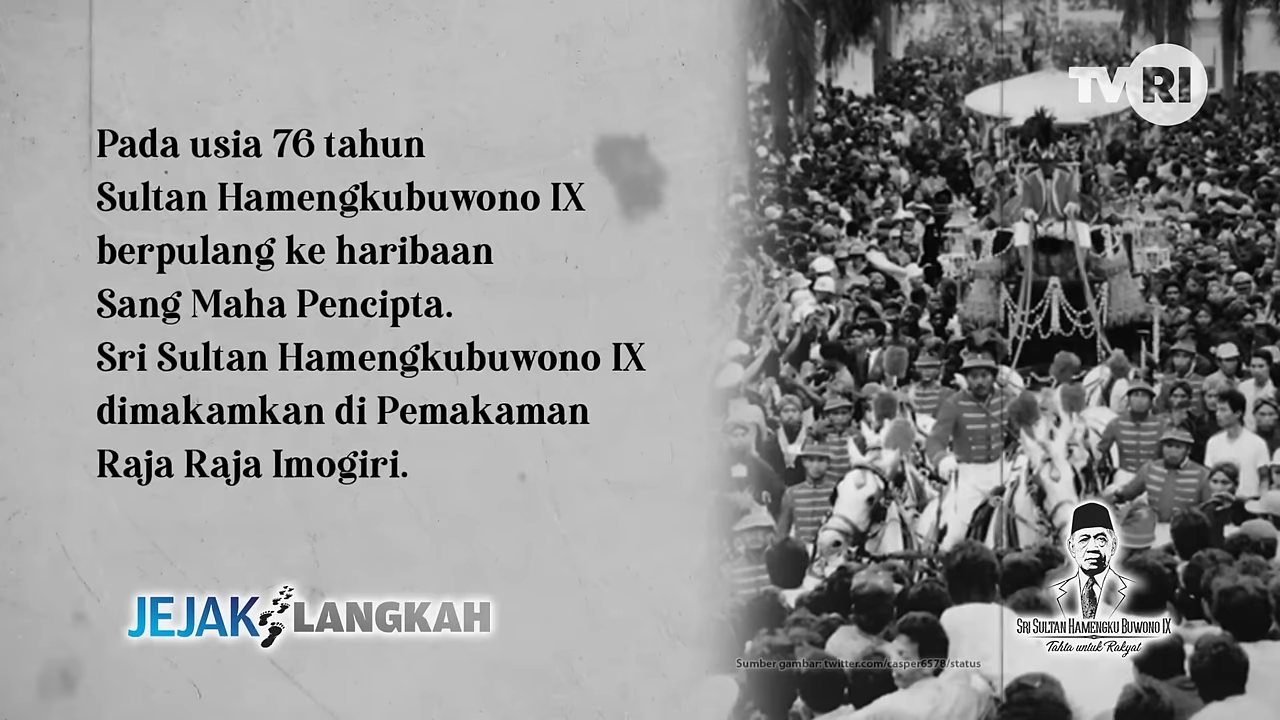 TVRI
Pada usia 76 tahun
Sultan Hamengkubuwono IX
berpulang ke haribaan
Sang Maha Pencipta.
Sri Sultan Hamengkubuwono IX
dimakamkan di Pemakaman
Raja Raja Imogiri.
JEJAK LANGKAH
SRI SULTAN HAMENGKU BUWONO IX
Tahta untuk Rakyat
Sumber gambar: twitter.com/casper6578/status